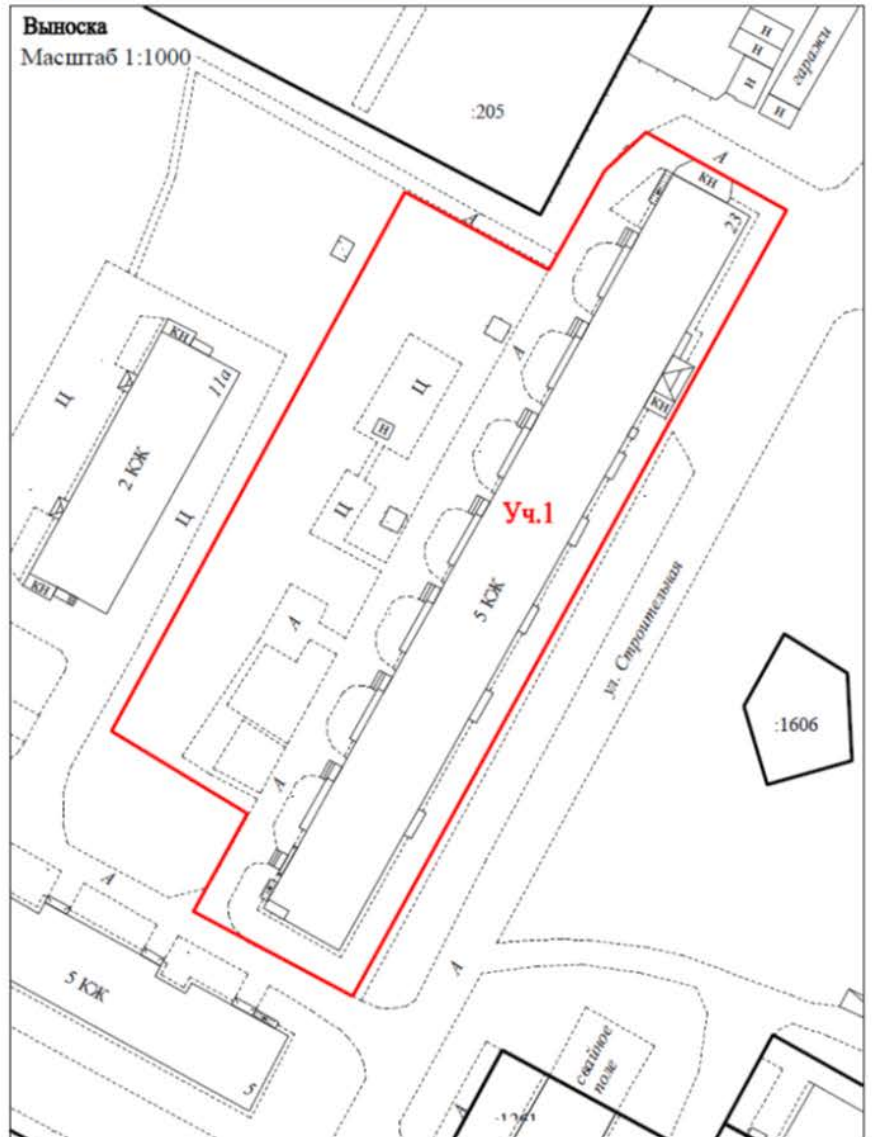 Выноска
Масштаб 1:1000
:205
Н
Н
Н
Н
гаражи
А
КН
23
А
КН
11а
Ц
2 КЖ
Ц
КН
А
Ц
Н
Ц
КН
Уч.1
5 КЖ
А
ул. Строительная
:1606
А
А
5 КЖ
5
А
свайное
поле
А